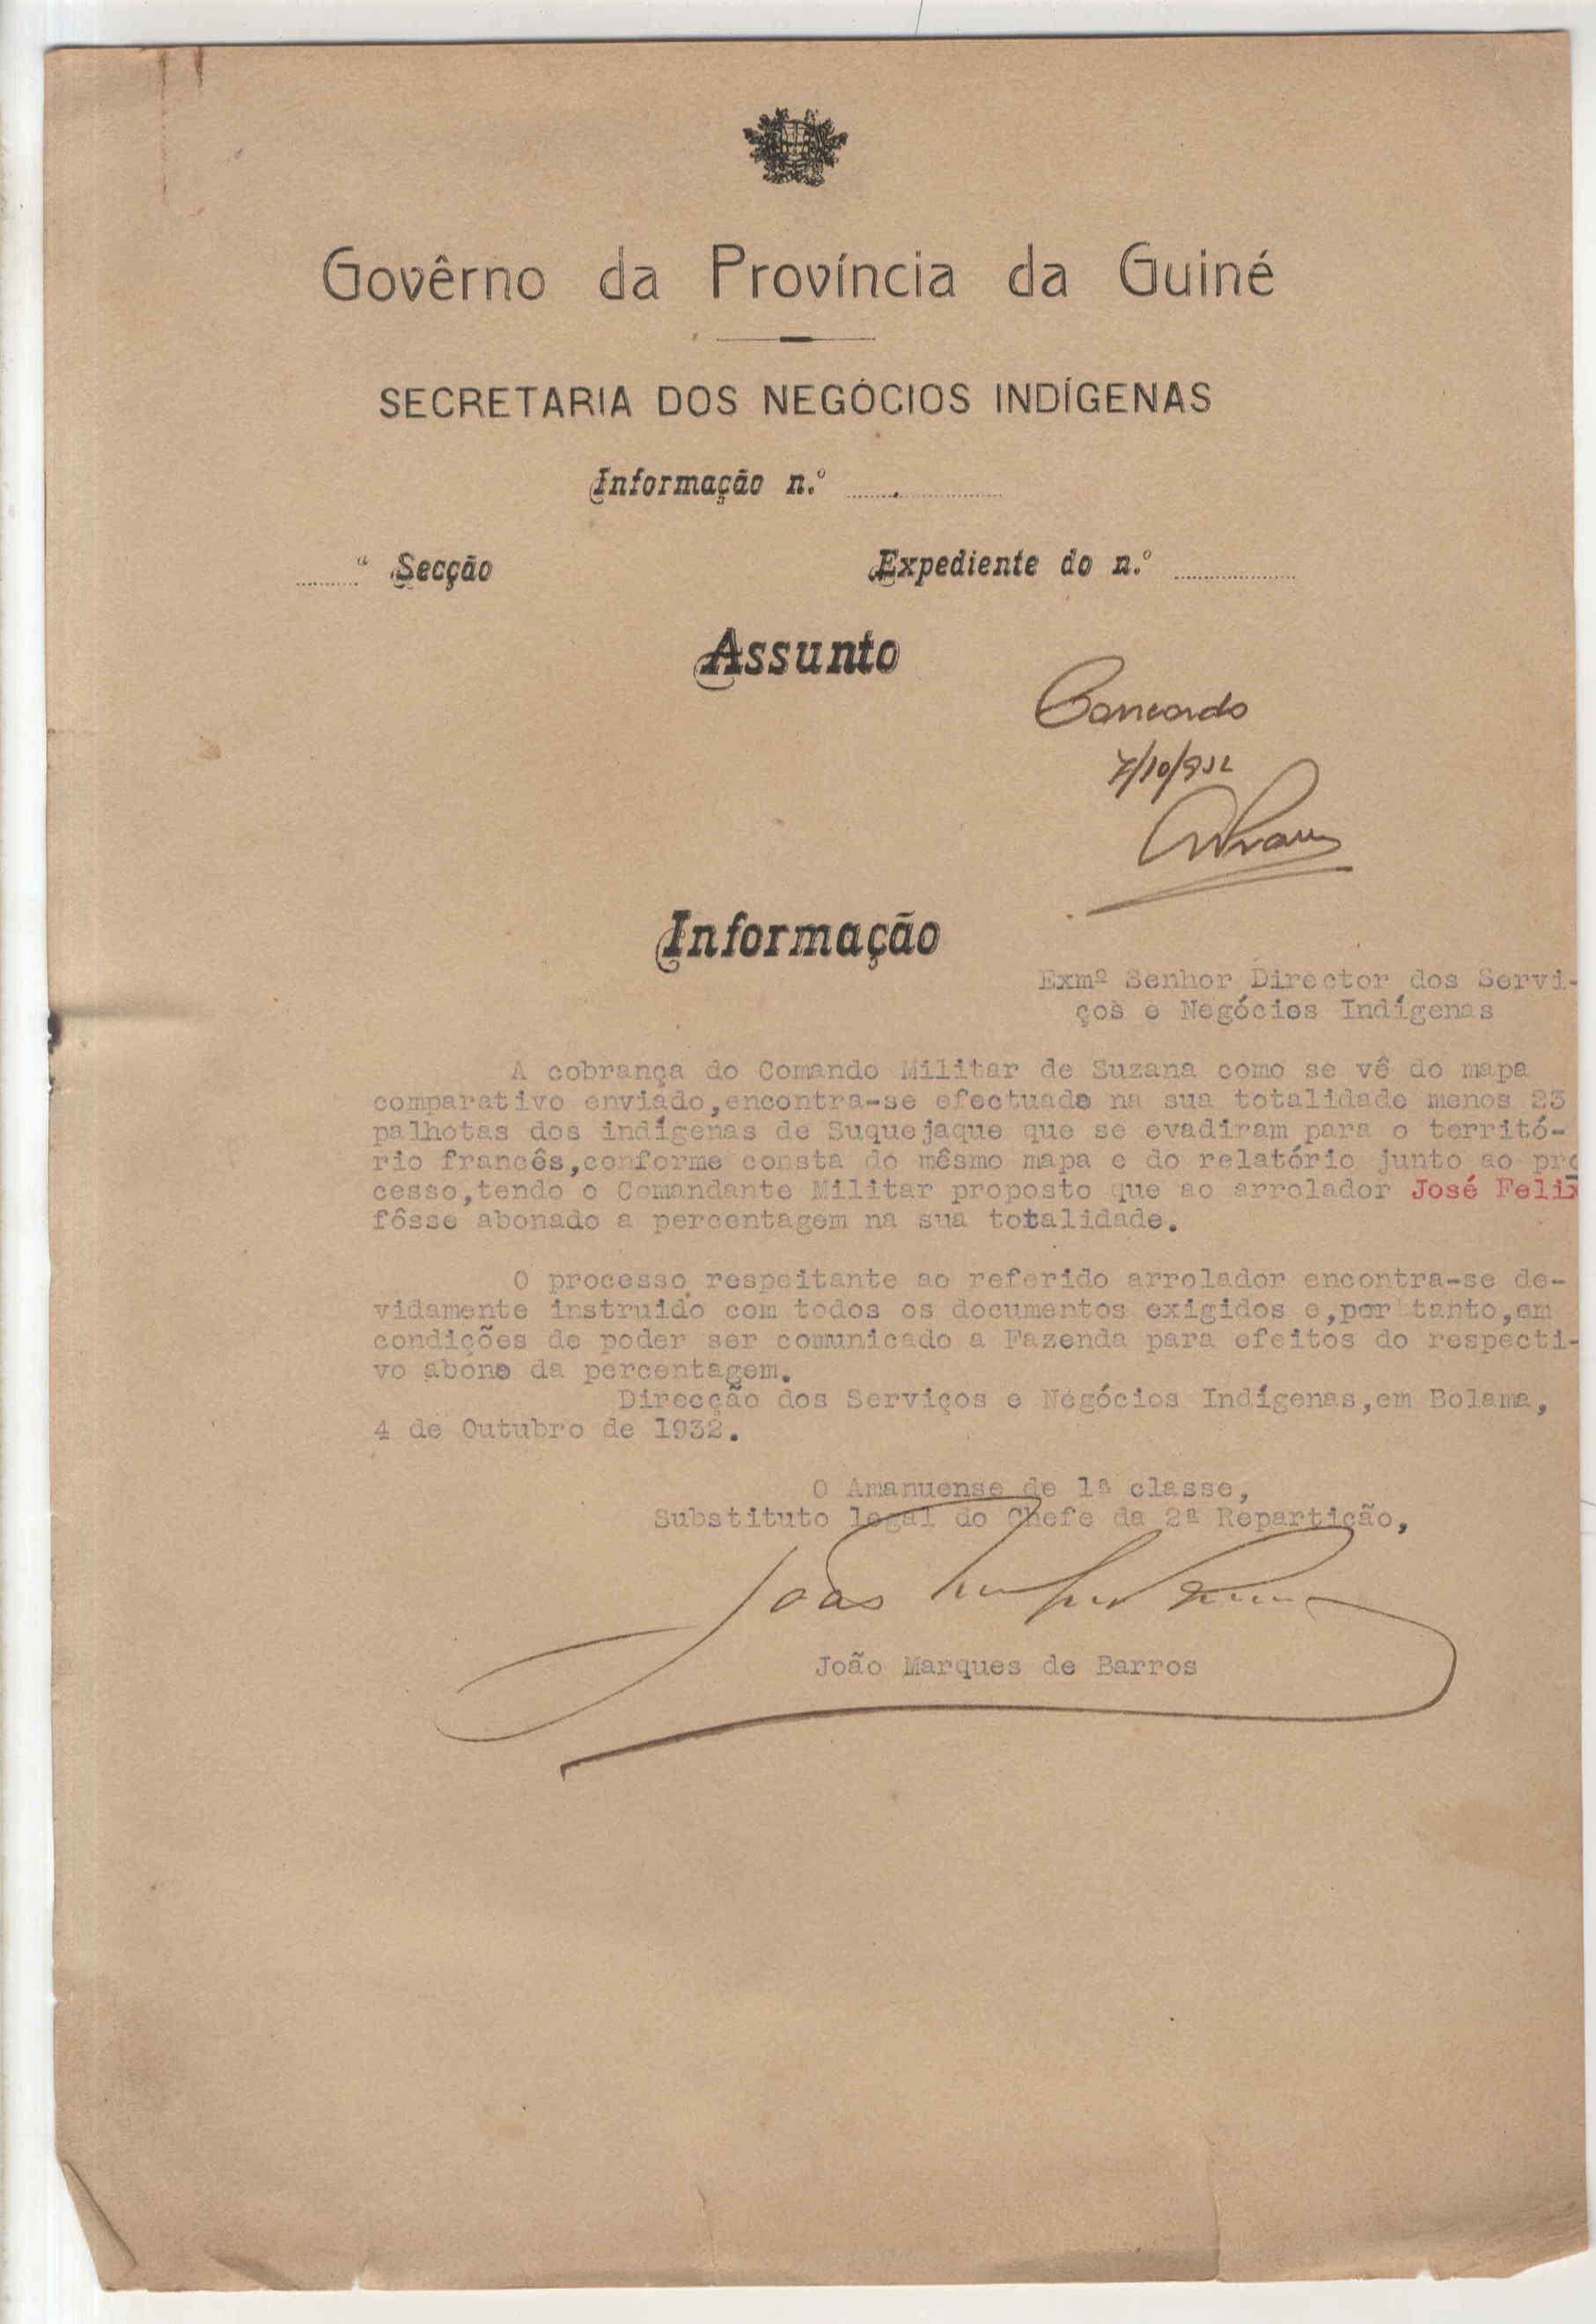 Govêrno da Província da Guiné
SECRETARIA DOS NEGÓCIOS INDÍGENAS
Informação n.º
ª Secção Expediente do n.º
Assunto
Concordo
7/10/932
Informação
Exmº Senhor Director dos Servi-
ços e Negócios Indígenas
A cobrança do Comando Militar de Suzana como se vê do mapa
comparativo enviado,encontra-se efectuada na sua totalidade menos 23
palhotas dos indígenas de Suquejaque que se evadiram para o territó-
rio francês,conforme consta do mêsmo mapa e do relatório junto ao pro
cesso,tendo o Comandante Militar proposto que ao arrolador José Felix
fôsse abonado a percentagem na sua totalidade.
O processo respeitante ao referido arrolador encontra-se de-
vidamente instruido com todos os documentos exigidos e,por tanto,em
condições de poder ser comunicado a Fazenda para efeitos do respecti-
vo abono da percentagem.
Direcção dos Serviços e Negócios Indígenas,em Bolama,
4 de Outubro de 1932.
O Amanuense de 1ª classe,
Substituto legal do Chefe da 2ª Repartição,
João Marques de Barros